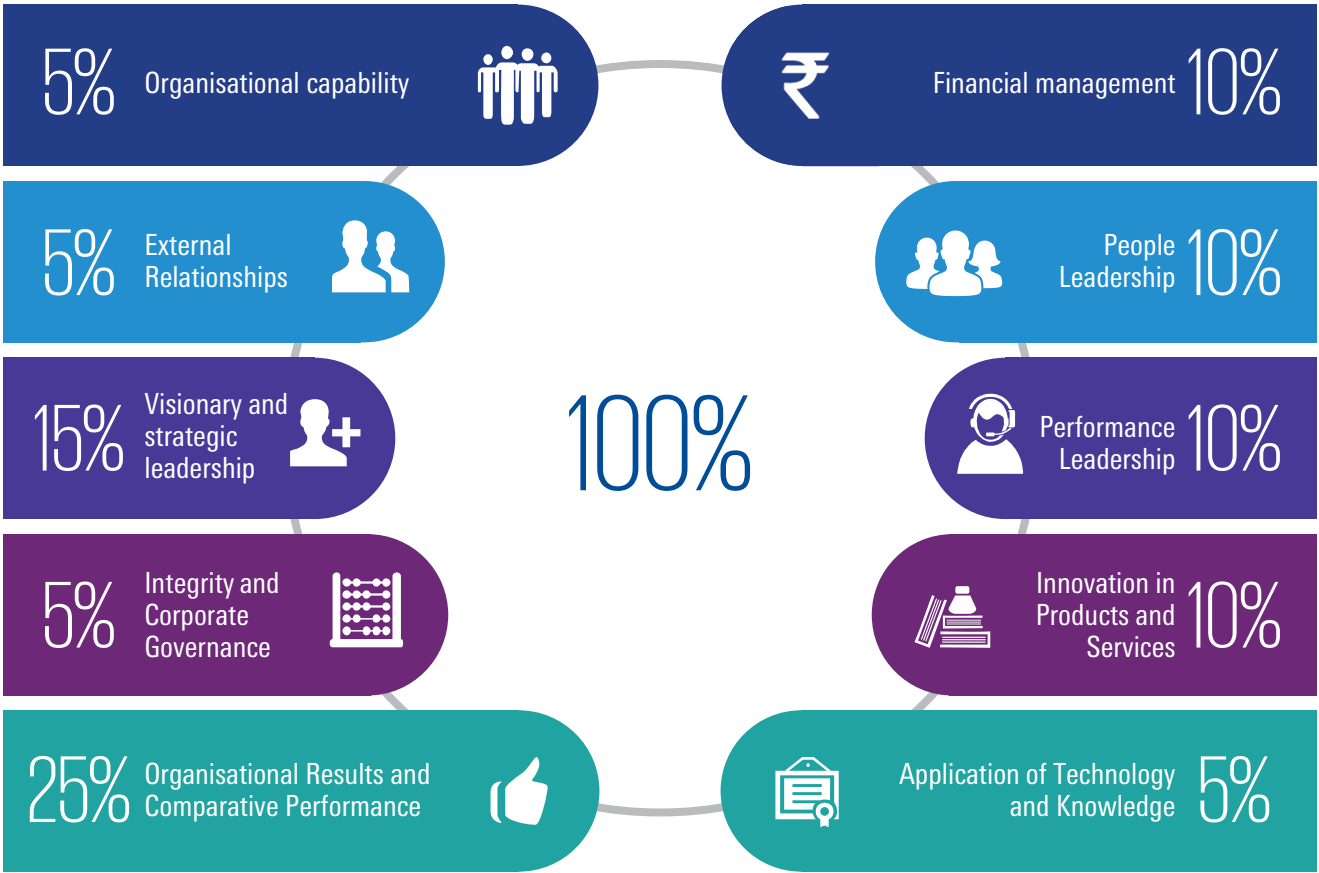 5%
Organisational capability
₹
Financial management
10%
5%
External
Relationships
People
Leadership
10%
15%
Visionary and
strategic
leadership
100%
Performance
Leadership
10%
5%
Integrity and
Corporate
Governance
Innovation in
Products and
Services
10%
25%
Organisational Results and
Comparative Performance
Application of Technology
and Knowledge
5%